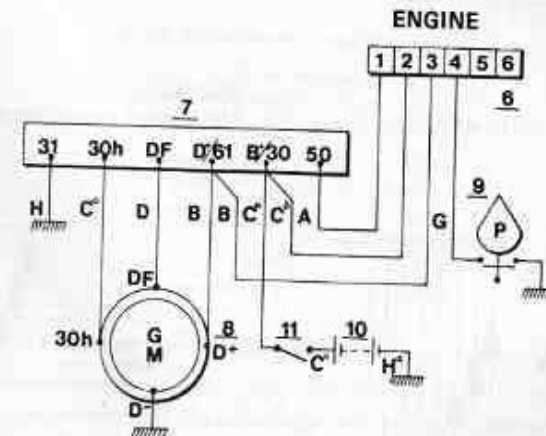 ENGINE
1 2 3 4 5 6
6
7
31 30h DF D+/61 B+/30 50
9
P
H C D B B C C A G
DF
30h
G
M
8
D+
11
10
C
H
D-